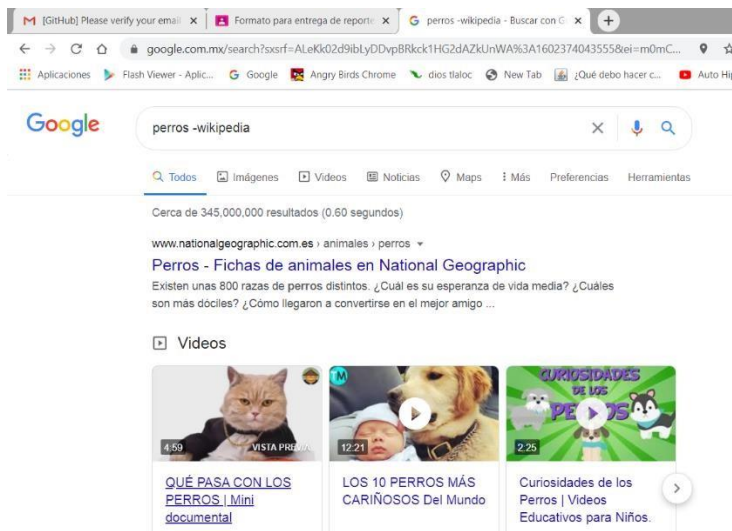 [GitHub] Please verify your email
Formato para entrega de reporte
perros -wikipedia - Buscar con G
google.com.mx/search?sxsrf=ALeKk02d9ibLyDDvpBRkck1HG2dAZkUnWA%3A1602374043555&ei=m0mC...
Aplicaciones
Flash Viewer - Aplic...
Google
Angry Birds Chrome
dios tlaloc
New Tab
¿Qué debo hacer c...
Auto Hip
Google
perros -wikipedia
Todos
Imágenes
Videos
Noticias
Maps
Más
Preferencias
Herramientas
Cerca de 345,000,000 resultados (0.60 segundos)
www.nationalgeographic.com.es › animales › perros
Perros - Fichas de animales en National Geographic
Existen unas 800 razas de perros distintos. ¿Cuál es su esperanza de vida media? ¿Cuáles
son más dóciles? ¿Cómo llegaron a convertirse en el mejor amigo ...
Videos
4:59
VISTA PREVIA
TM
12:21
CURIOSIDADES
DE LOS
PERROS
2:25
QUÉ PASA CON LOS
PERROS | Mini
documental
LOS 10 PERROS MÁS
CARIÑOSOS Del Mundo
Curiosidades de los
Perros | Videos
Educativos para Niños.